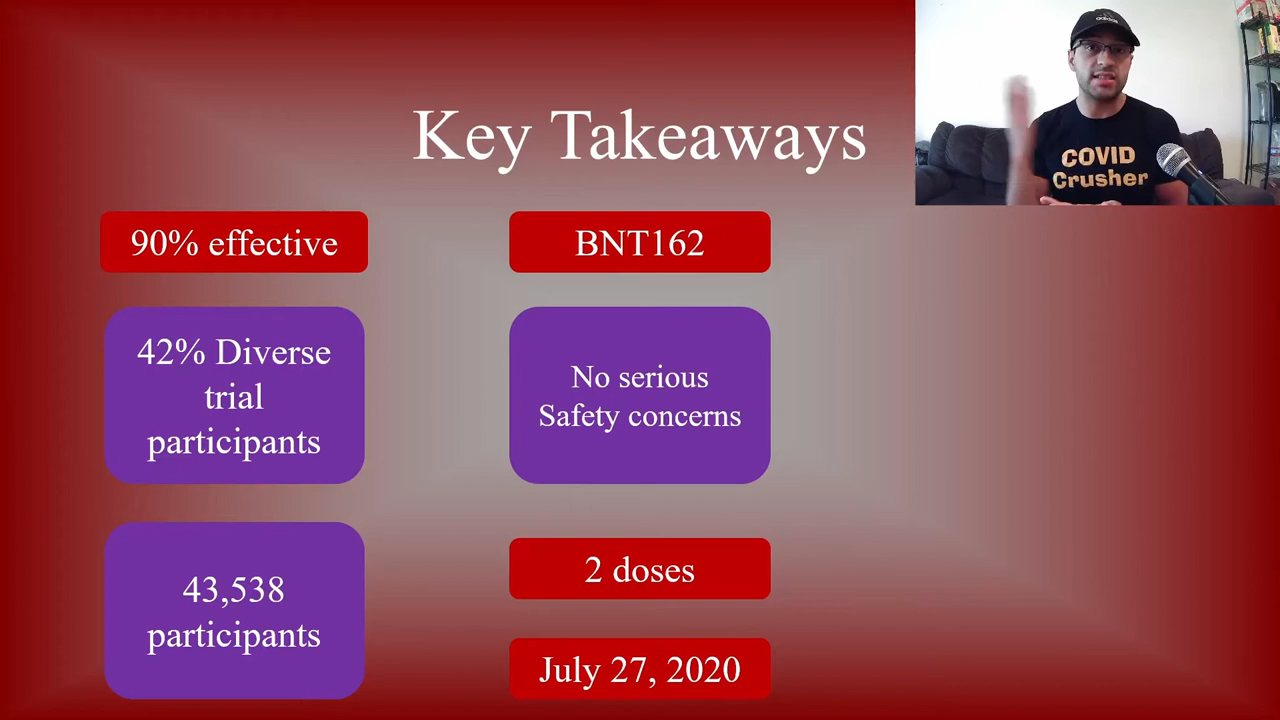 Key Takeaways
90% effective
BNT162
42% Diverse
trial
participants
No serious
Safety concerns
43,538
participants
2 doses
July 27, 2020
adidas
COVID
Crusher